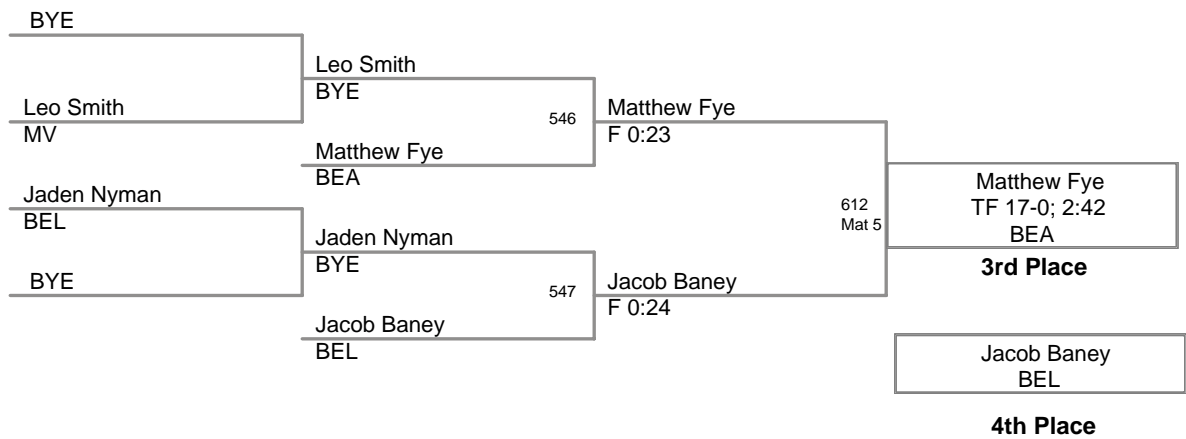 BYE
Leo Smith
MV
Jaden Nyman
BEL
BYE
Leo Smith
BYE
546
Matthew Fye
BEA
Jaden Nyman
BYE
547
Jacob Baney
BEL
Matthew Fye
F 0:23
612
Mat 5
Jacob Baney
F 0:24
Matthew Fye
TF 17-0; 2:42
BEA
3rd Place
Jacob Baney
BEL
4th Place